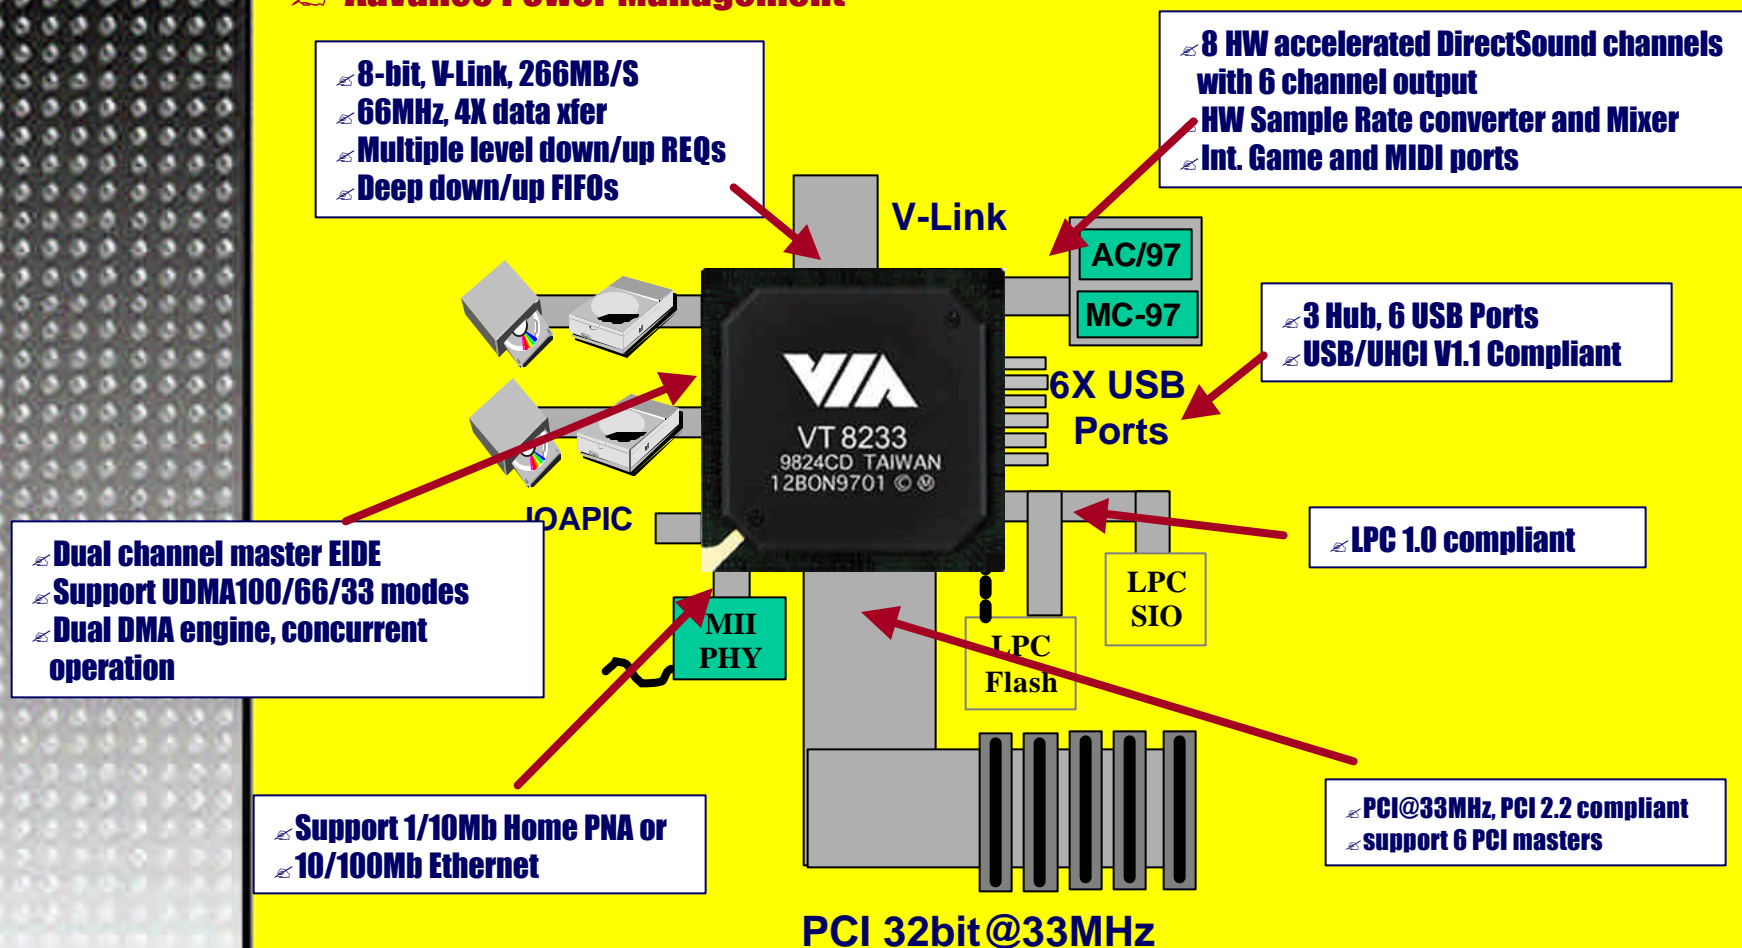 Advance Power Management
8-bit, V-Link, 266MB/S
66MHz, 4X data xfer
Multiple level down/up REQs
Deep down/up FIFOs
8 HW accelerated DirectSound channels
with 6 channel output
HW Sample Rate converter and Mixer
Int. Game and MIDI ports
V-Link
AC/97
MC-97
3 Hub, 6 USB Ports
USB/UHCI V1.1 Compliant
6X USB
Ports
VIA
VT8233
9824CD TAIWAN
12BON9701 © Ⓜ
IOAPIC
Dual channel master EIDE
Support UDMA100/66/33 modes
Dual DMA engine, concurrent
operation
LPC 1.0 compliant
LPC
SIO
MII
PHY
LPC
Flash
Support 1/10Mb Home PNA or
10/100Mb Ethernet
PCI@33MHz, PCI 2.2 compliant
support 6 PCI masters
PCI 32bit@33MHz